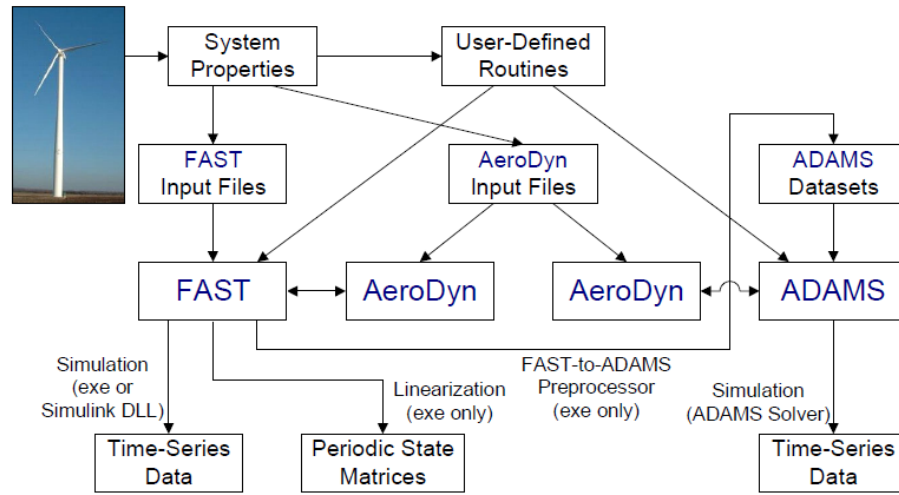 System
Properties
User-Defined
Routines
FAST
Input Files
AeroDyn
Input Files
ADAMS
Datasets
FAST
AeroDyn
AeroDyn
ADAMS
Simulation
(exe or
Simulink DLL)
Linearization
(exe only)
FAST-to-ADAMS
Preprocessor
(exe only)
Simulation
(ADAMS Solver)
Time-Series
Data
Periodic State
Matrices
Time-Series
Data